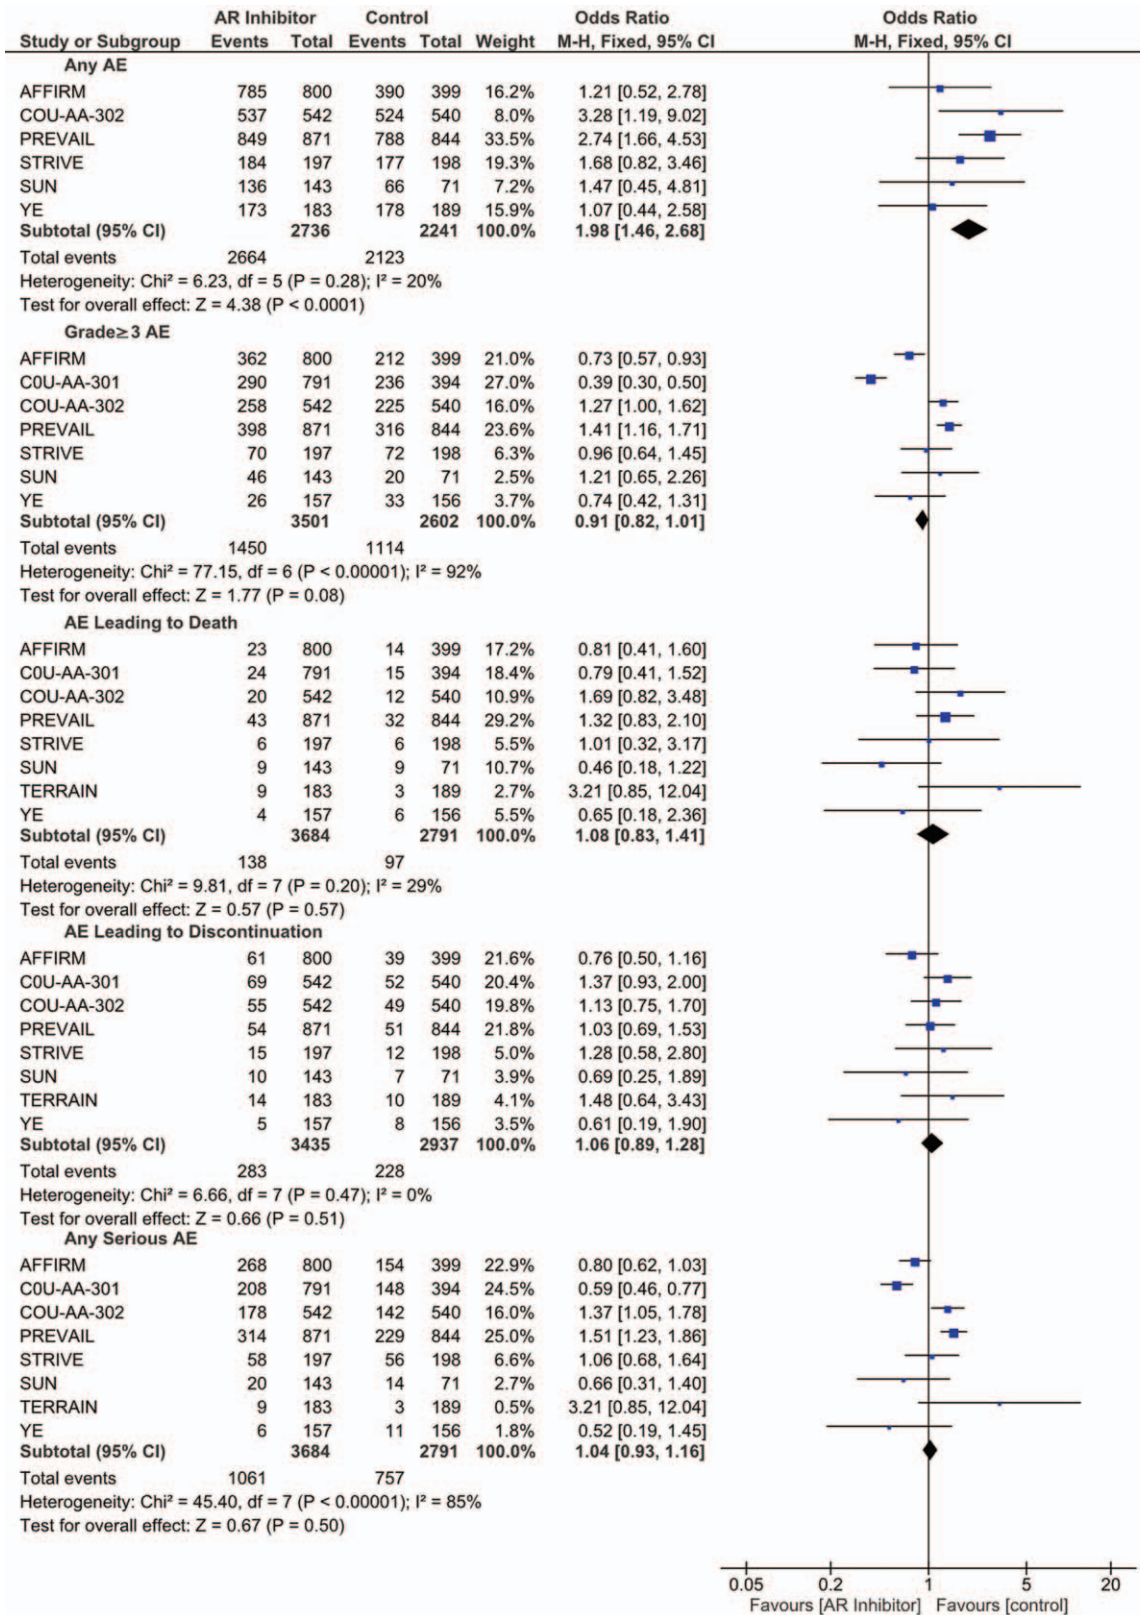 AR Inhibitor Control Odds Ratio Odds Ratio
Study or Subgroup Events Total Events Total Weight M-H, Fixed, 95% CI M-H, Fixed, 95% CI
Any AE
AFFIRM 785 800 390 399 16.2% 1.21 [0.52, 2.78]
COU-AA-302 537 542 524 540 8.0% 3.28 [1.19, 9.02]
PREVAIL 849 871 788 844 33.5% 2.74 [1.66, 4.53]
STRIVE 184 197 177 198 19.3% 1.68 [0.82, 3.46]
SUN 136 143 66 71 7.2% 1.47 [0.45, 4.81]
YE 173 183 178 189 15.9% 1.07 [0.44, 2.58]
Subtotal (95% CI) 2736 2241 100.0% 1.98 [1.46, 2.68]
Total events 2664 2123
Heterogeneity: Chi² = 6.23, df = 5 (P = 0.28); I² = 20%
Test for overall effect: Z = 4.38 (P < 0.0001)
Grade≥3 AE
AFFIRM 362 800 212 399 21.0% 0.73 [0.57, 0.93]
C0U-AA-301 290 791 236 394 27.0% 0.39 [0.30, 0.50]
COU-AA-302 258 542 225 540 16.0% 1.27 [1.00, 1.62]
PREVAIL 398 871 316 844 23.6% 1.41 [1.16, 1.71]
STRIVE 70 197 72 198 6.3% 0.96 [0.64, 1.45]
SUN 46 143 20 71 2.5% 1.21 [0.65, 2.26]
YE 26 157 33 156 3.7% 0.74 [0.42, 1.31]
Subtotal (95% CI) 3501 2602 100.0% 0.91 [0.82, 1.01]
Total events 1450 1114
Heterogeneity: Chi² = 77.15, df = 6 (P < 0.00001); I² = 92%
Test for overall effect: Z = 1.77 (P = 0.08)
AE Leading to Death
AFFIRM 23 800 14 399 17.2% 0.81 [0.41, 1.60]
C0U-AA-301 24 791 15 394 18.4% 0.79 [0.41, 1.52]
COU-AA-302 20 542 12 540 10.9% 1.69 [0.82, 3.48]
PREVAIL 43 871 32 844 29.2% 1.32 [0.83, 2.10]
STRIVE 6 197 6 198 5.5% 1.01 [0.32, 3.17]
SUN 9 143 9 71 10.7% 0.46 [0.18, 1.22]
TERRAIN 9 183 3 189 2.7% 3.21 [0.85, 12.04]
YE 4 157 6 156 5.5% 0.65 [0.18, 2.36]
Subtotal (95% CI) 3684 2791 100.0% 1.08 [0.83, 1.41]
Total events 138 97
Heterogeneity: Chi² = 9.81, df = 7 (P = 0.20); I² = 29%
Test for overall effect: Z = 0.57 (P = 0.57)
AE Leading to Discontinuation
AFFIRM 61 800 39 399 21.6% 0.76 [0.50, 1.16]
C0U-AA-301 69 542 52 540 20.4% 1.37 [0.93, 2.00]
COU-AA-302 55 542 49 540 19.8% 1.13 [0.75, 1.70]
PREVAIL 54 871 51 844 21.8% 1.03 [0.69, 1.53]
STRIVE 15 197 12 198 5.0% 1.28 [0.58, 2.80]
SUN 10 143 7 71 3.9% 0.69 [0.25, 1.89]
TERRAIN 14 183 10 189 4.1% 1.48 [0.64, 3.43]
YE 5 157 8 156 3.5% 0.61 [0.19, 1.90]
Subtotal (95% CI) 3435 2937 100.0% 1.06 [0.89, 1.28]
Total events 283 228
Heterogeneity: Chi² = 6.66, df = 7 (P = 0.47); I² = 0%
Test for overall effect: Z = 0.66 (P = 0.51)
Any Serious AE
AFFIRM 268 800 154 399 22.9% 0.80 [0.62, 1.03]
C0U-AA-301 208 791 148 394 24.5% 0.59 [0.46, 0.77]
COU-AA-302 178 542 142 540 16.0% 1.37 [1.05, 1.78]
PREVAIL 314 871 229 844 25.0% 1.51 [1.23, 1.86]
STRIVE 58 197 56 198 6.6% 1.06 [0.68, 1.64]
SUN 20 143 14 71 2.7% 0.66 [0.31, 1.40]
TERRAIN 9 183 3 189 0.5% 3.21 [0.85, 12.04]
YE 6 157 11 156 1.8% 0.52 [0.19, 1.45]
Subtotal (95% CI) 3684 2791 100.0% 1.04 [0.93, 1.16]
Total events 1061 757
Heterogeneity: Chi² = 45.40, df = 7 (P < 0.00001); I² = 85%
Test for overall effect: Z = 0.67 (P = 0.50)
0.05 0.2 1 5 20
Favours [AR Inhibitor] Favours [control]